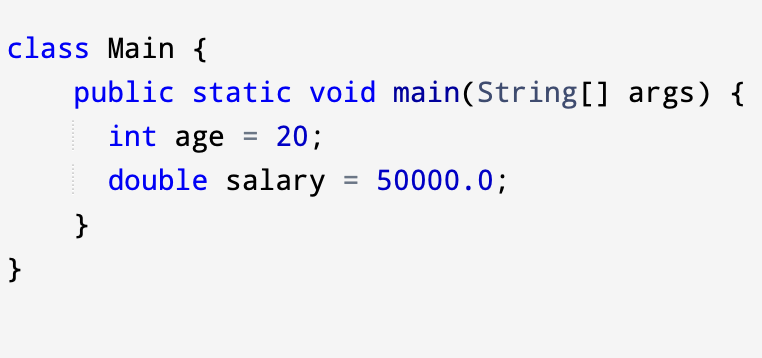 class Main {
    public static void main(String[] args) {
      int age = 20;
      double salary = 50000.0;
    }
}